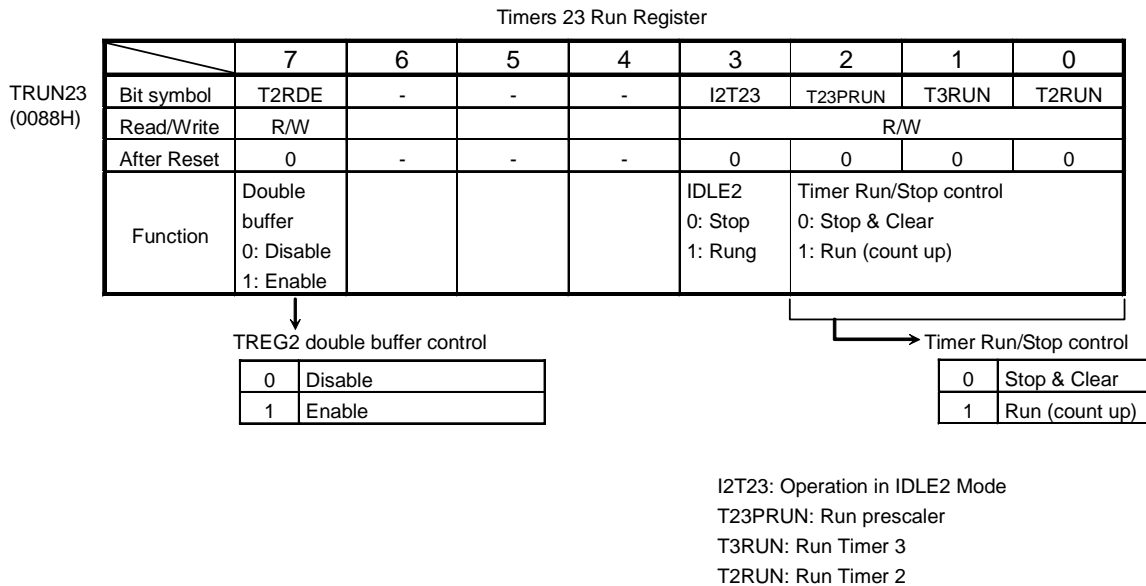 Timers 23 Run Register
7 6 5 4 3 2 1 0
TRUN23 Bit symbol T2RDE - - - I2T23 T23PRUN T3RUN T2RUN
(0088H) Read/Write R/W R/W
After Reset 0 - - - 0 0 0 0
Function
Double
buffer
0: Disable
1: Enable
IDLE2
0: Stop
1: Rung
Timer Run/Stop control
0: Stop & Clear
1: Run (count up)
TREG2 double buffer control
0 Disable
1 Enable
Timer Run/Stop control
0 Stop & Clear
1 Run (count up)
I2T23: Operation in IDLE2 Mode
T23PRUN: Run prescaler
T3RUN: Run Timer 3
T2RUN: Run Timer 2